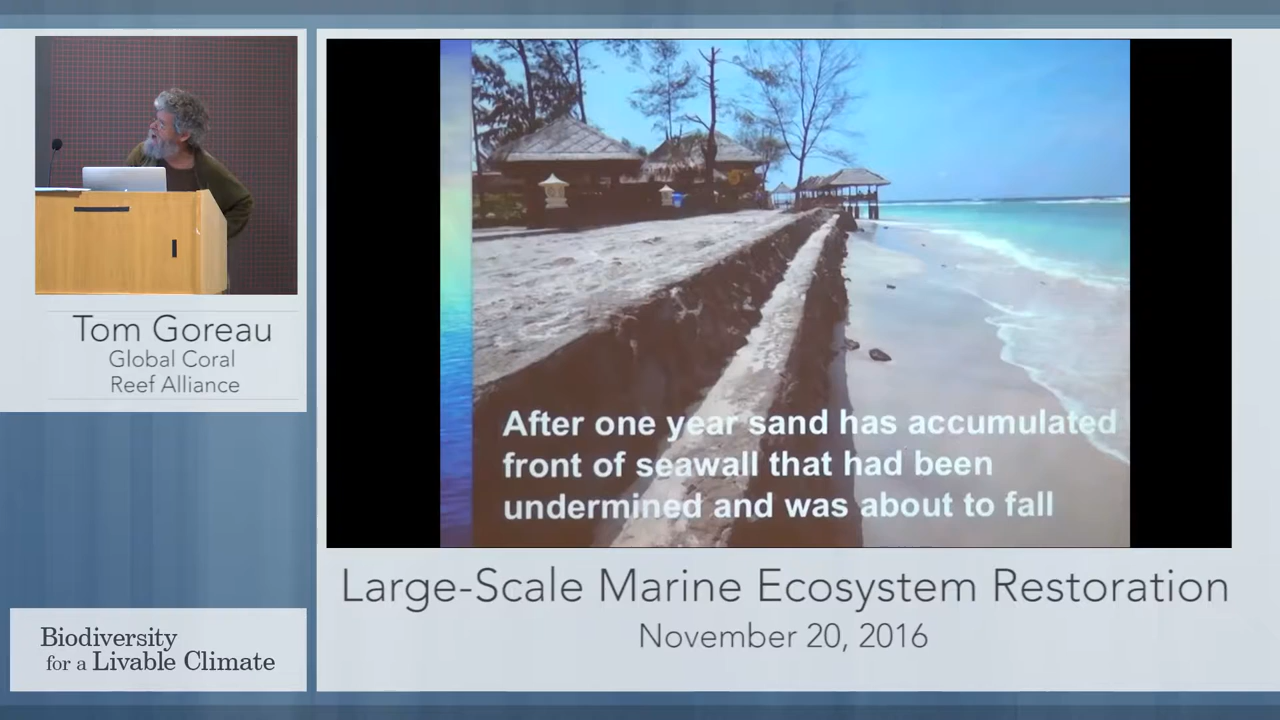 Tom Goreau
Global Coral
Reef Alliance
After one year sand has accumulated
front of seawall that had been
undermined and was about to fall
Large-Scale Marine Ecosystem Restoration
November 20, 2016
Biodiversity
for a Livable Climate